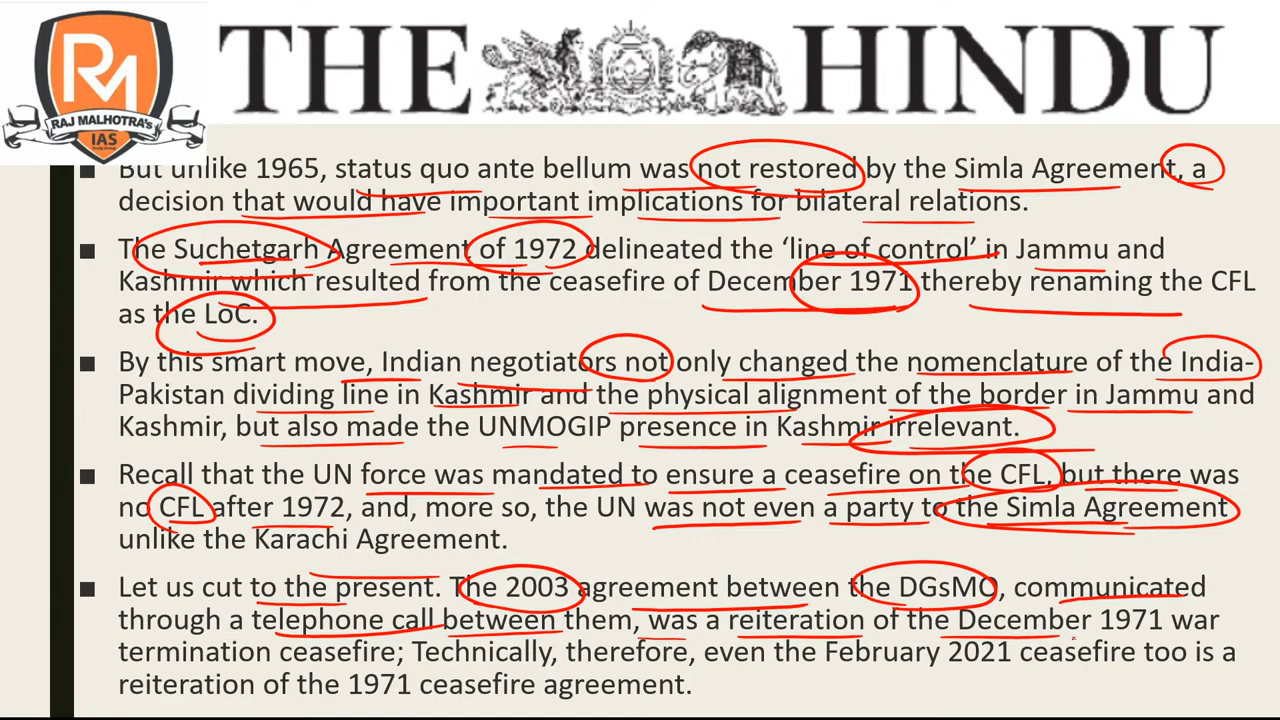 RM
RAJ MALHOTRA'S
IAS
THE HINDU
But unlike 1965, status quo ante bellum was not restored by the Simla Agreement, a
decision that would have important implications for bilateral relations.
The Suchetgarh Agreement of 1972 delineated the ‘line of control’ in Jammu and
Kashmir which resulted from the ceasefire of December 1971 thereby renaming the CFL
as the LoC.
By this smart move, Indian negotiators not only changed the nomenclature of the India-
Pakistan dividing line in Kashmir and the physical alignment of the border in Jammu and
Kashmir, but also made the UNMOGIP presence in Kashmir irrelevant.
Recall that the UN force was mandated to ensure a ceasefire on the CFL, but there was
no CFL after 1972, and, more so, the UN was not even a party to the Simla Agreement
unlike the Karachi Agreement.
Let us cut to the present. The 2003 agreement between the DGsMO, communicated
through a telephone call between them, was a reiteration of the December 1971 war
termination ceasefire; Technically, therefore, even the February 2021 ceasefire too is a
reiteration of the 1971 ceasefire agreement.